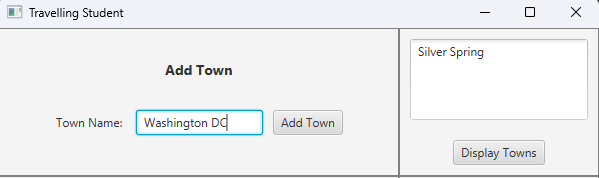 Travelling Student
Add Town
Town Name: Washington DC Add Town
Silver Spring
Display Towns